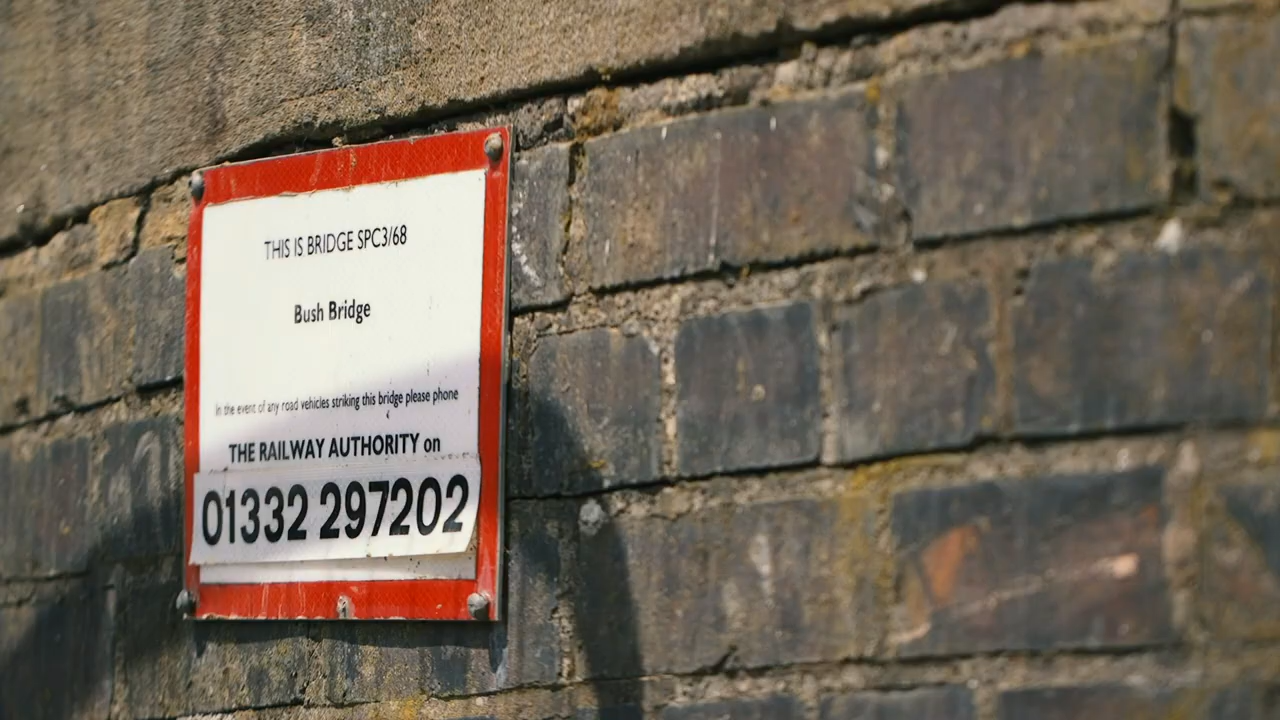 THIS IS BRIDGE SPC3/68
Bush Bridge
In the event of any road vehicles striking this bridge please phone
THE RAILWAY AUTHORITY on
01332 297202